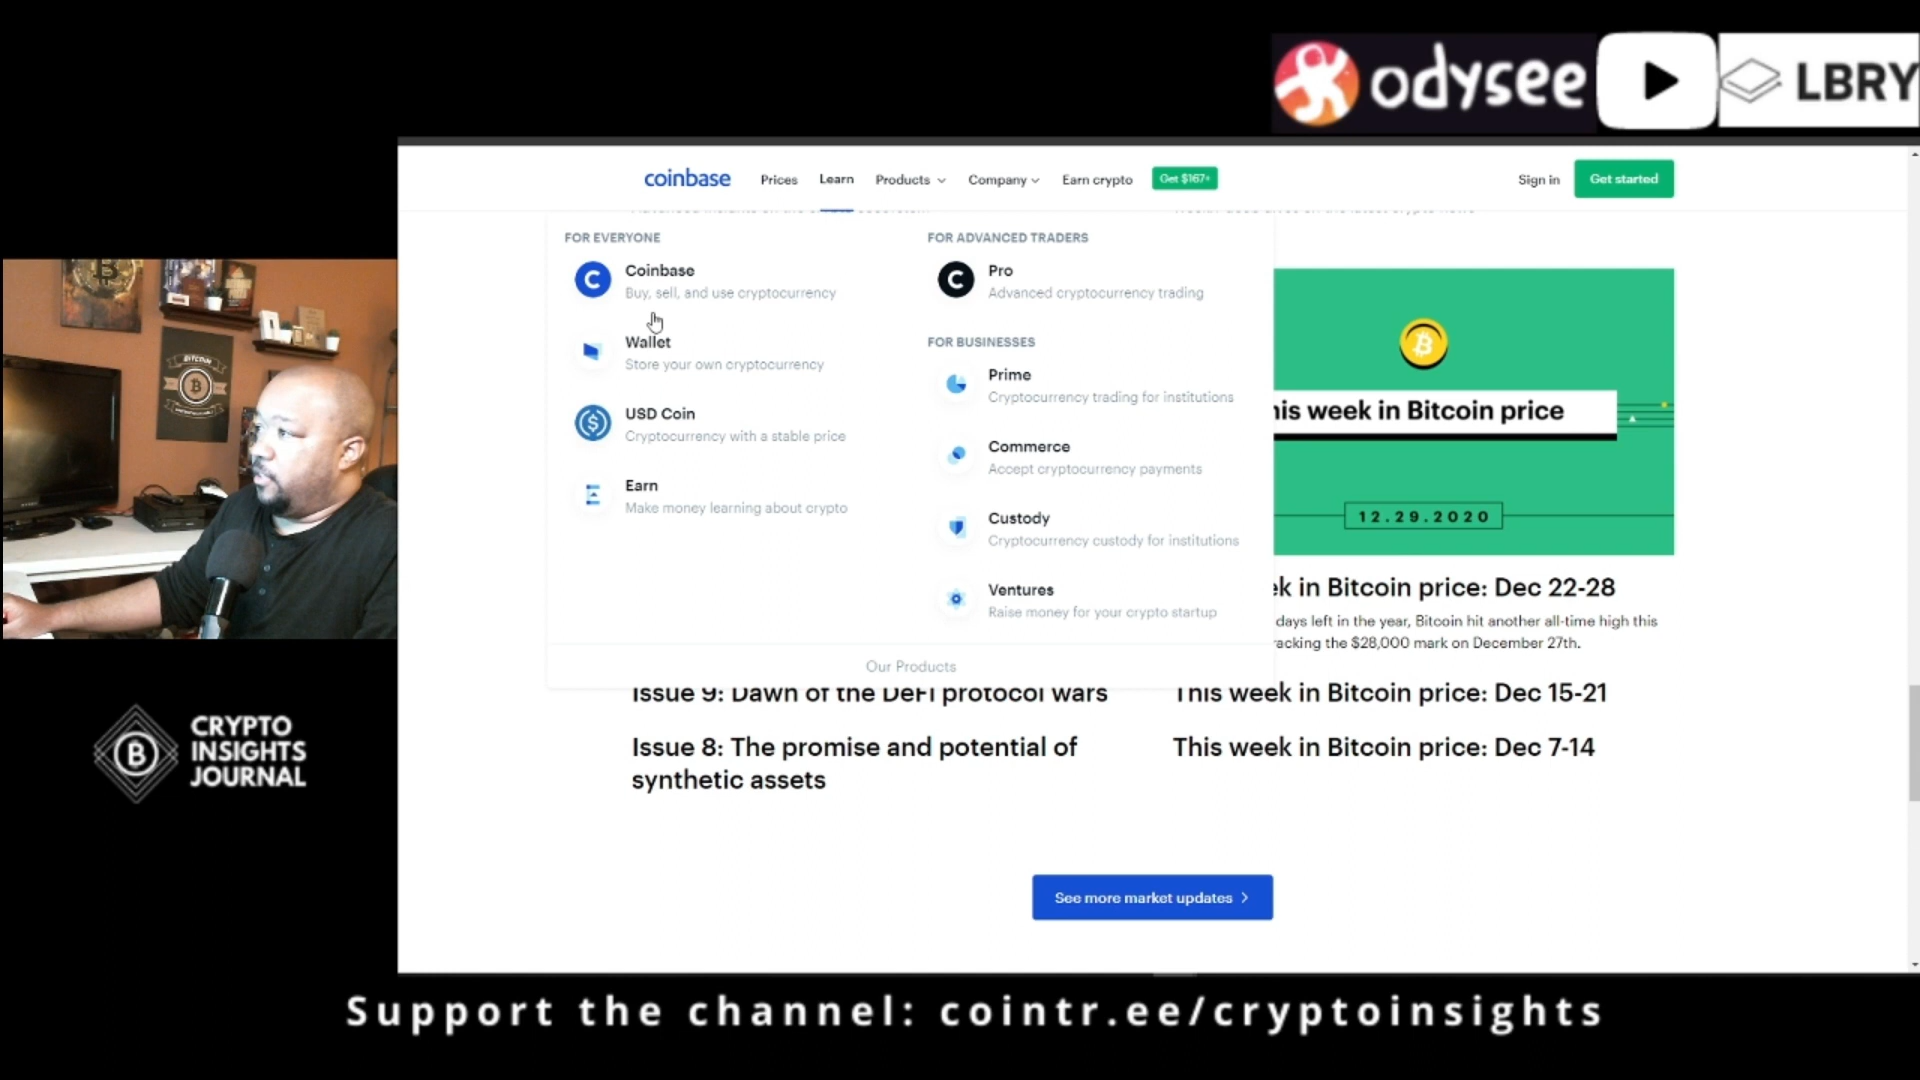 odysee
LBRY
coinbase
Prices
Learn
Products
Company
Earn crypto
Get $167+
Sign in
Get started
FOR EVERYONE
Coinbase
Buy, sell, and use cryptocurrency
Wallet
Store your own cryptocurrency
USD Coin
Cryptocurrency with a stable price
Earn
Make money learning about crypto
FOR ADVANCED TRADERS
Pro
Advanced cryptocurrency trading
FOR BUSINESSES
Prime
Cryptocurrency trading for institutions
Commerce
Accept cryptocurrency payments
Custody
Cryptocurrency custody for institutions
Ventures
Raise money for your crypto startup
Our Products
his week in Bitcoin price
12.29.2020
ek in Bitcoin price: Dec 22-28
days left in the year, Bitcoin hit another all-time high this
racking the $28,000 mark on December 27th.
Issue 9: Dawn of the DeFi protocol wars
Issue 8: The promise and potential of
synthetic assets
This week in Bitcoin price: Dec 15-21
This week in Bitcoin price: Dec 7-14
See more market updates
BITCOIN
CRYPTO
INSIGHTS
JOURNAL
Support the channel: cointr.ee/cryptoinsights